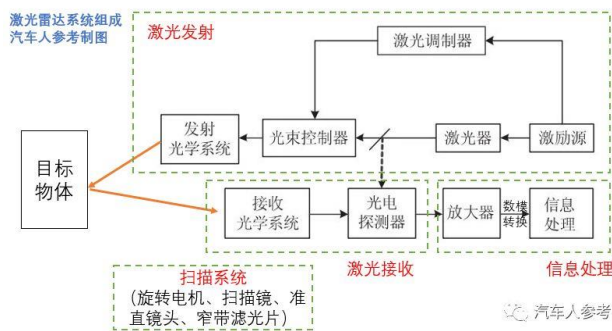 激光雷达系统组成
汽车人参考制图
激光发射
激光调制器
发射
光学系统
光束控制器
激光器
激励源
目标
物体
接收
光学系统
光电
探测器
放大器
数模
转换
信息
处理
激光接收
信息处理
扫描系统
（旋转电机、扫描镜、准
直镜头、窄带滤光片）
汽车人参考